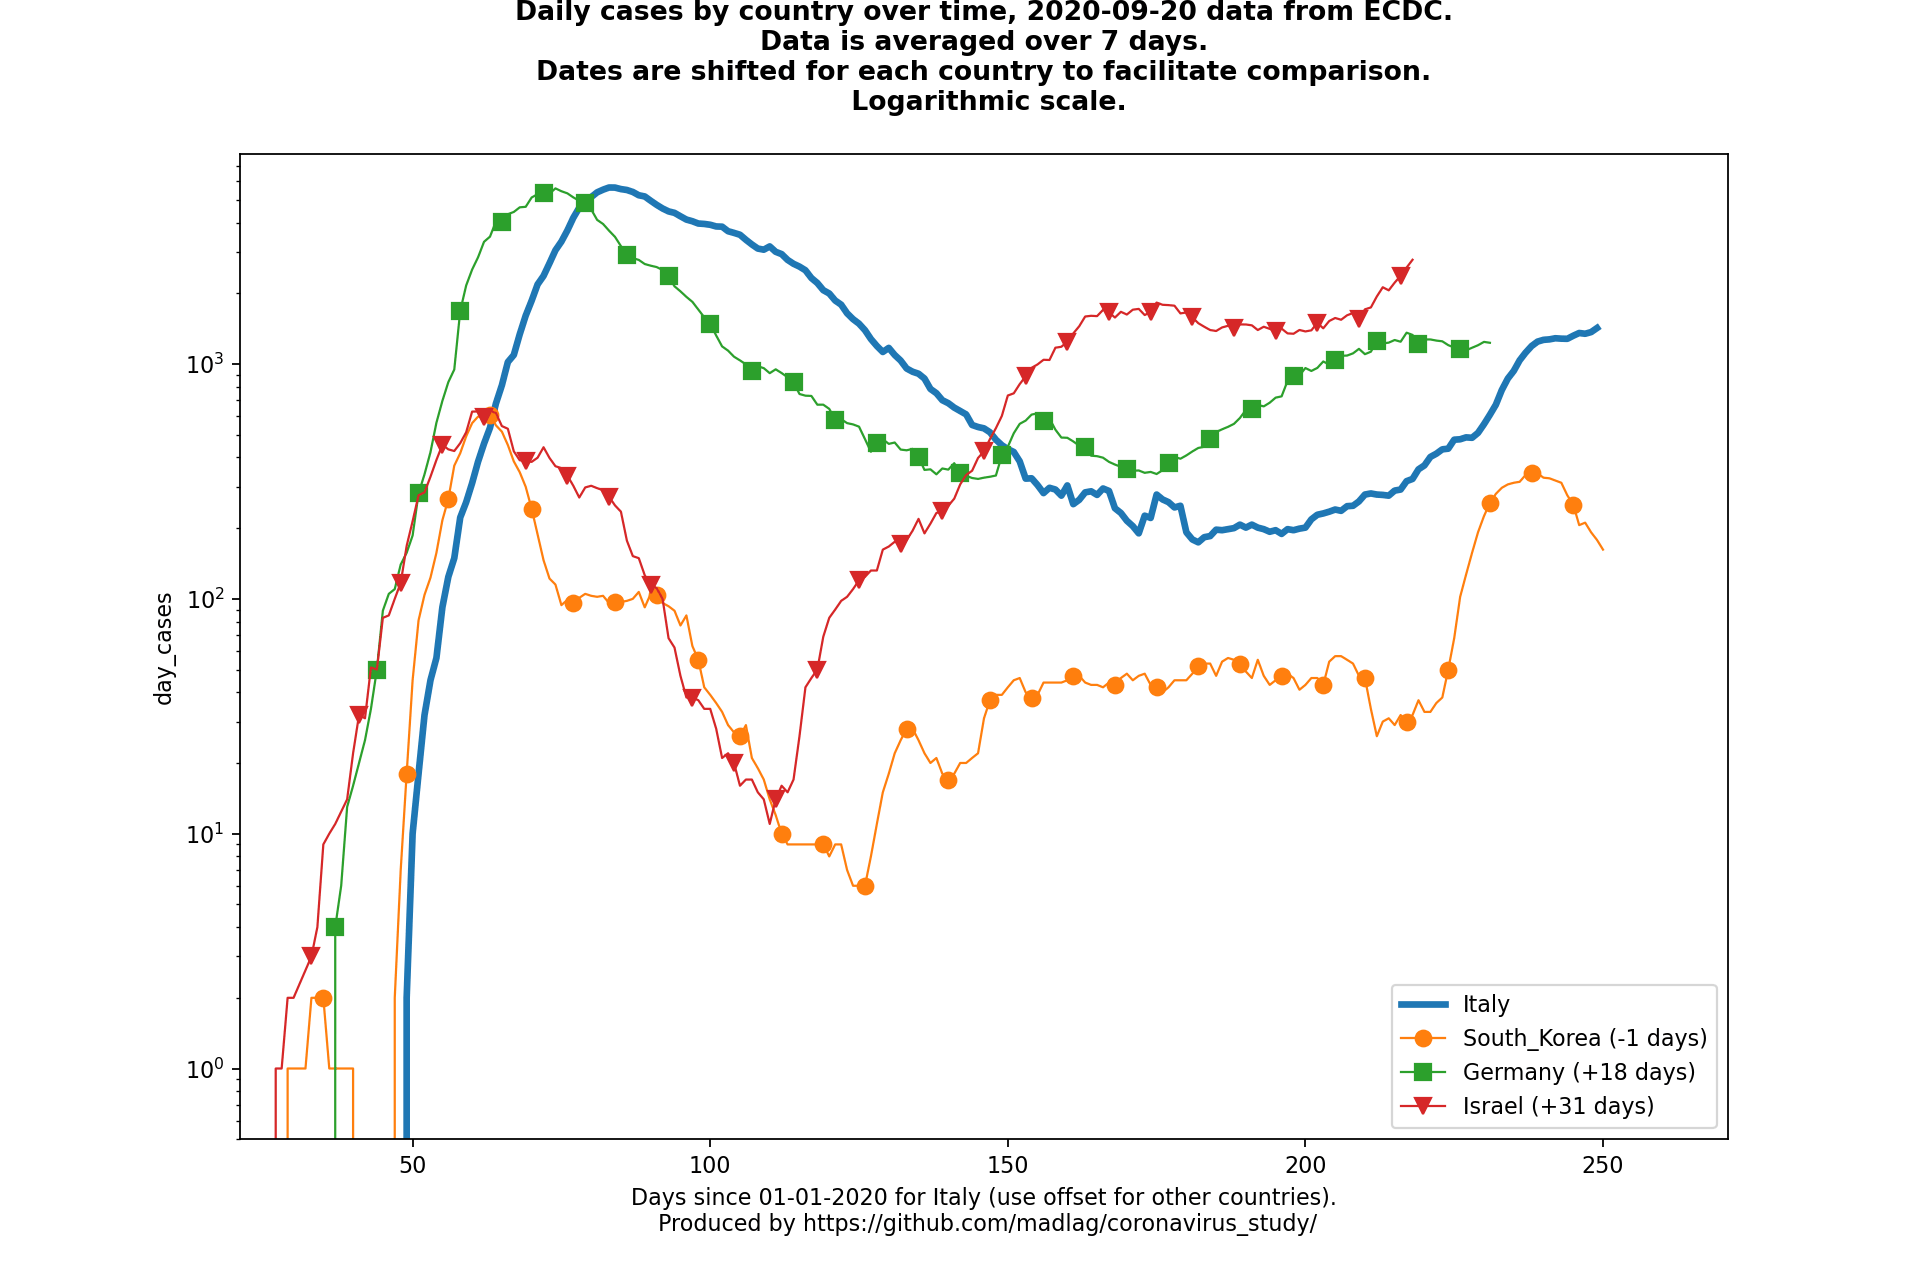 Daily cases by country over time, 2020-09-20 data from ECDC.
Data is averaged over 7 days.
Dates are shifted for each country to facilitate comparison.
Logarithmic scale.
day_cases
10³
10²
10¹
10⁰
50 100 150 200 250
Italy
South_Korea (-1 days)
Germany (+18 days)
Israel (+31 days)
Days since 01-01-2020 for Italy (use offset for other countries).
Produced by https://github.com/madlag/coronavirus_study/